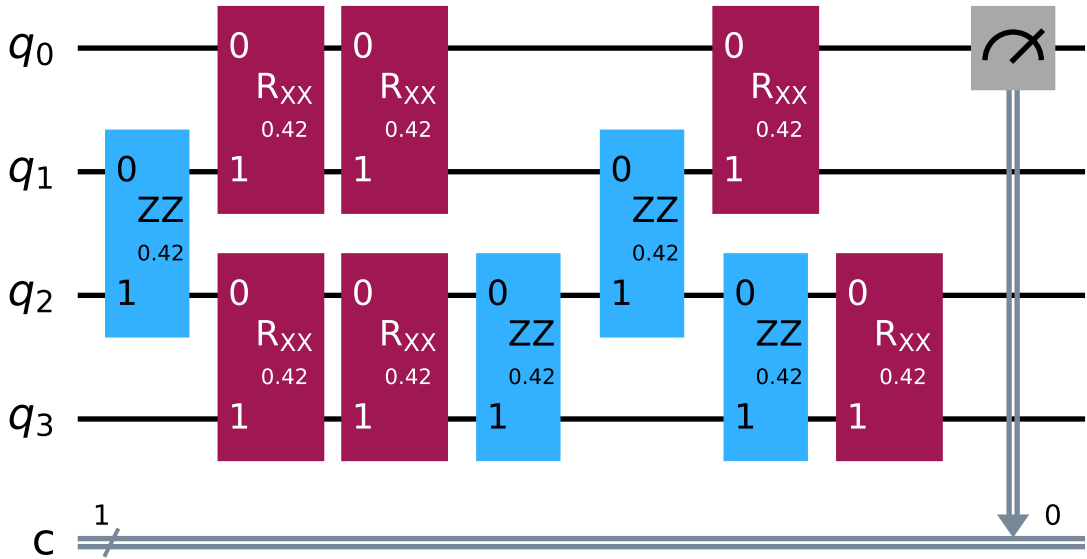 q0
0 0 0
RXX RXX RXX
0.42 0.42 0.42
q1
0 1 1 0 1
ZZ ZZ
0.42 0.42
q2
1 0 0 0 1 0 0
RXX RXX ZZ ZZ RXX
0.42 0.42 0.42 0.42 0.42
q3
1 1 1 1 1
1 0
c